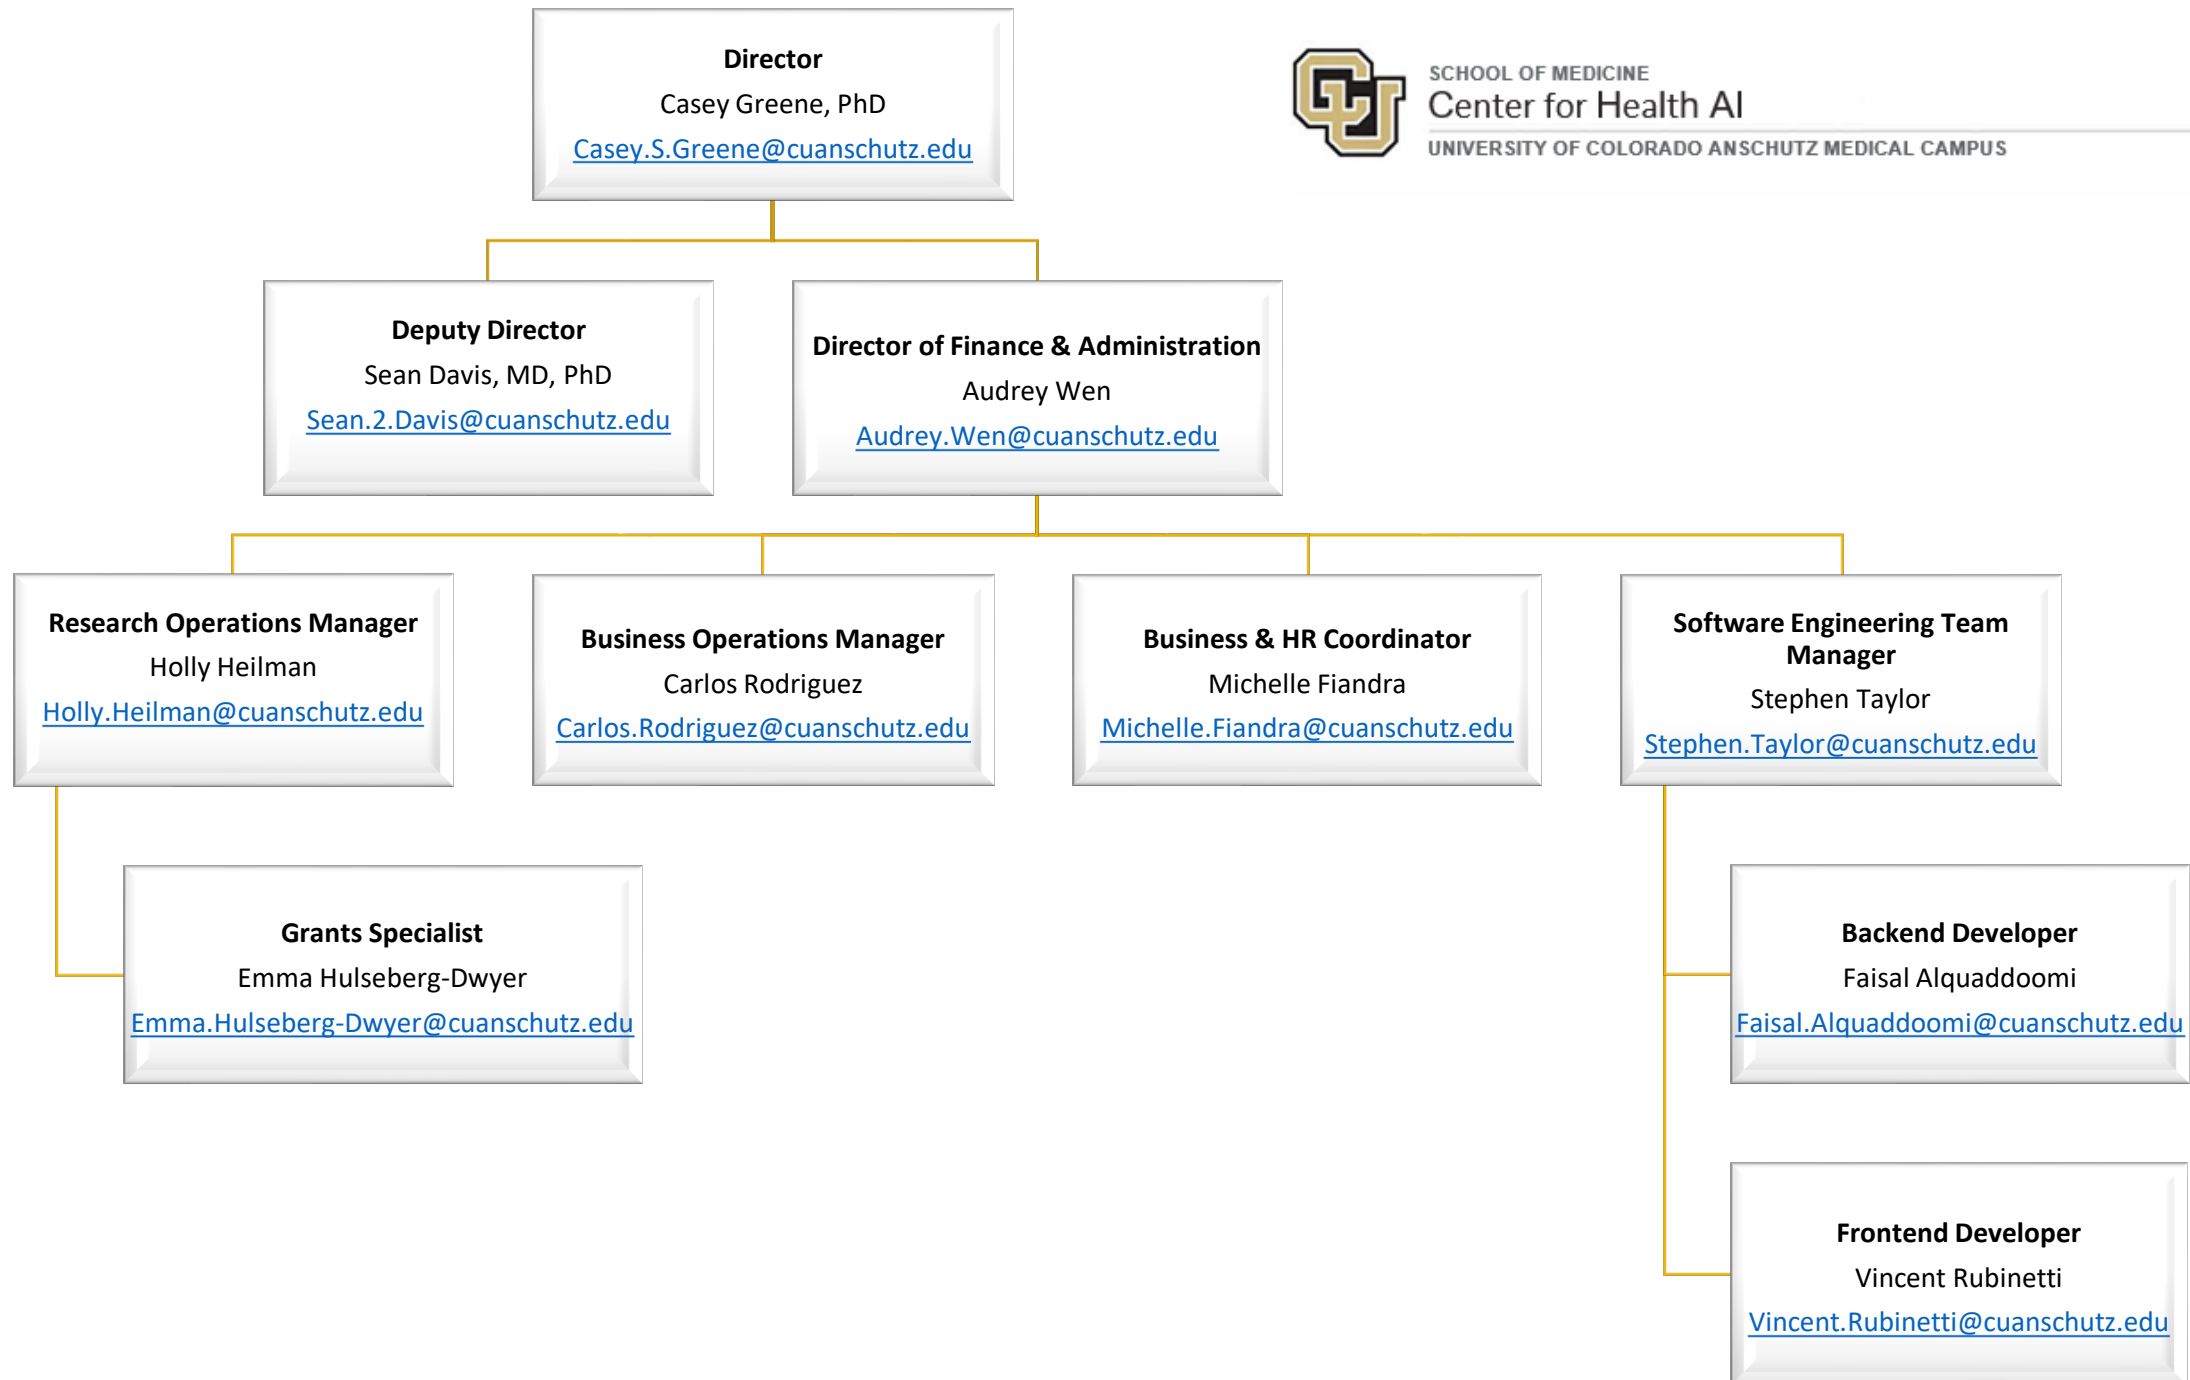 Director
Casey Greene, PhD
Casey.S.Greene@cuanschutz.edu
CU
SCHOOL OF MEDICINE
Center for Health AI
UNIVERSITY OF COLORADO ANSCHUTZ MEDICAL CAMPUS
Deputy Director
Sean Davis, MD, PhD
Sean.2.Davis@cuanschutz.edu
Director of Finance & Administration
Audrey Wen
Audrey.Wen@cuanschutz.edu
Research Operations Manager
Holly Heilman
Holly.Heilman@cuanschutz.edu
Business Operations Manager
Carlos Rodriguez
Carlos.Rodriguez@cuanschutz.edu
Business & HR Coordinator
Michelle Fiandra
Michelle.Fiandra@cuanschutz.edu
Software Engineering Team
Manager
Stephen Taylor
Stephen.Taylor@cuanschutz.edu
Grants Specialist
Emma Hulseberg-Dwyer
Emma.Hulseberg-Dwyer@cuanschutz.edu
Backend Developer
Faisal Alquaddoomi
Faisal.Alquaddoomi@cuanschutz.edu
Frontend Developer
Vincent Rubinetti
Vincent.Rubinetti@cuanschutz.edu